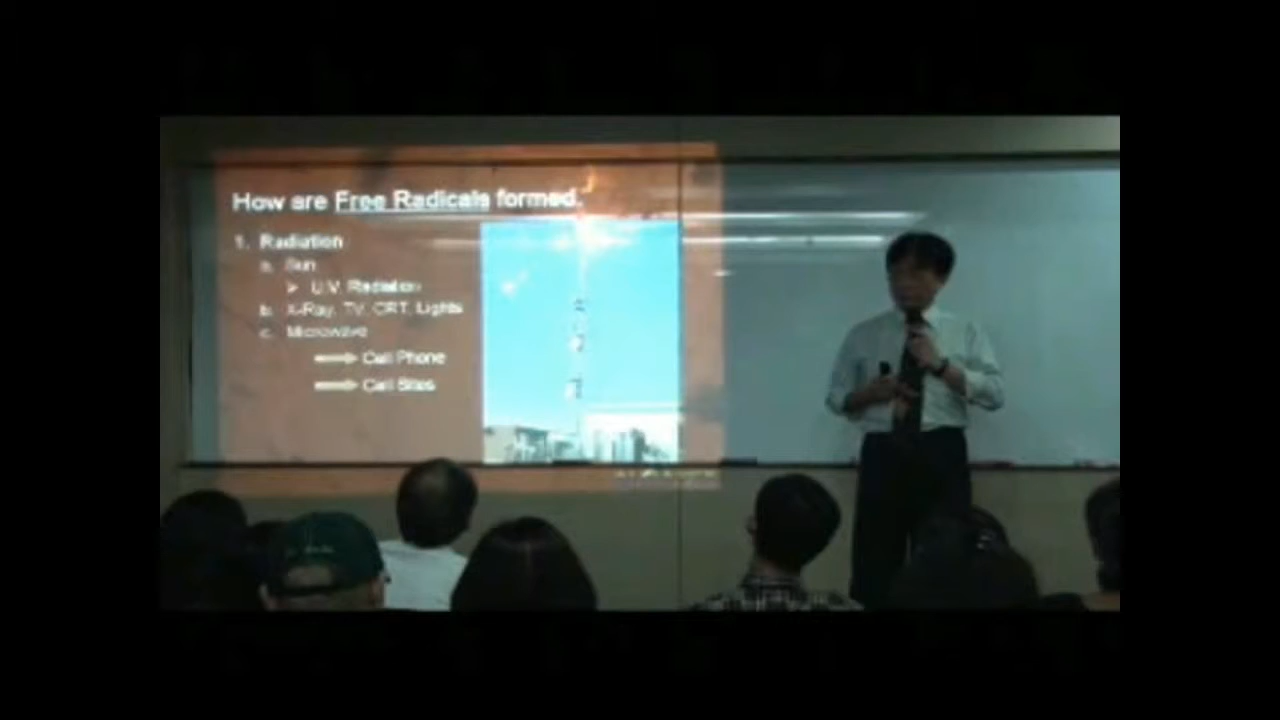 How are Free Radicals formed.
1. Radiation
a. Sun
➢ U.V. Radiation
b. X-Ray, TV, CRT, Lights
c. Microwave
Cell Phone
Cell Sites